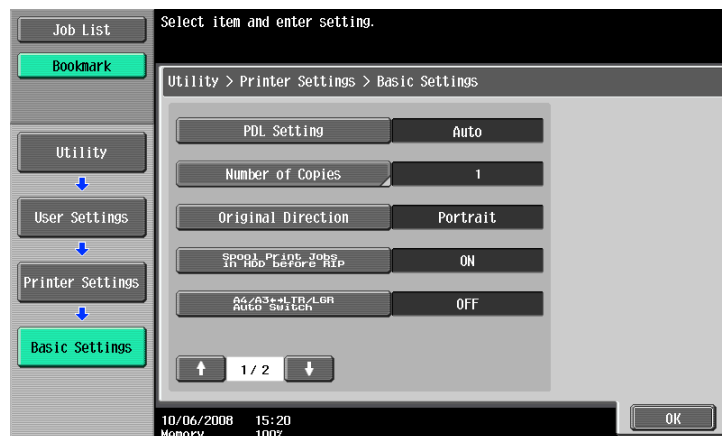 Job List
Bookmark
Utility
User Settings
Printer Settings
Basic Settings
Select item and enter setting.
Utility > Printer Settings > Basic Settings
PDL Setting Auto
Number of Copies 1
Original Direction Portrait
Spool Print Jobs
in HDD before RIP ON
A4/A3↔LTR/LGR
Auto Switch OFF
↑ 1/ 2 ↓
10/06/2008 15:20
Memory 100%
OK